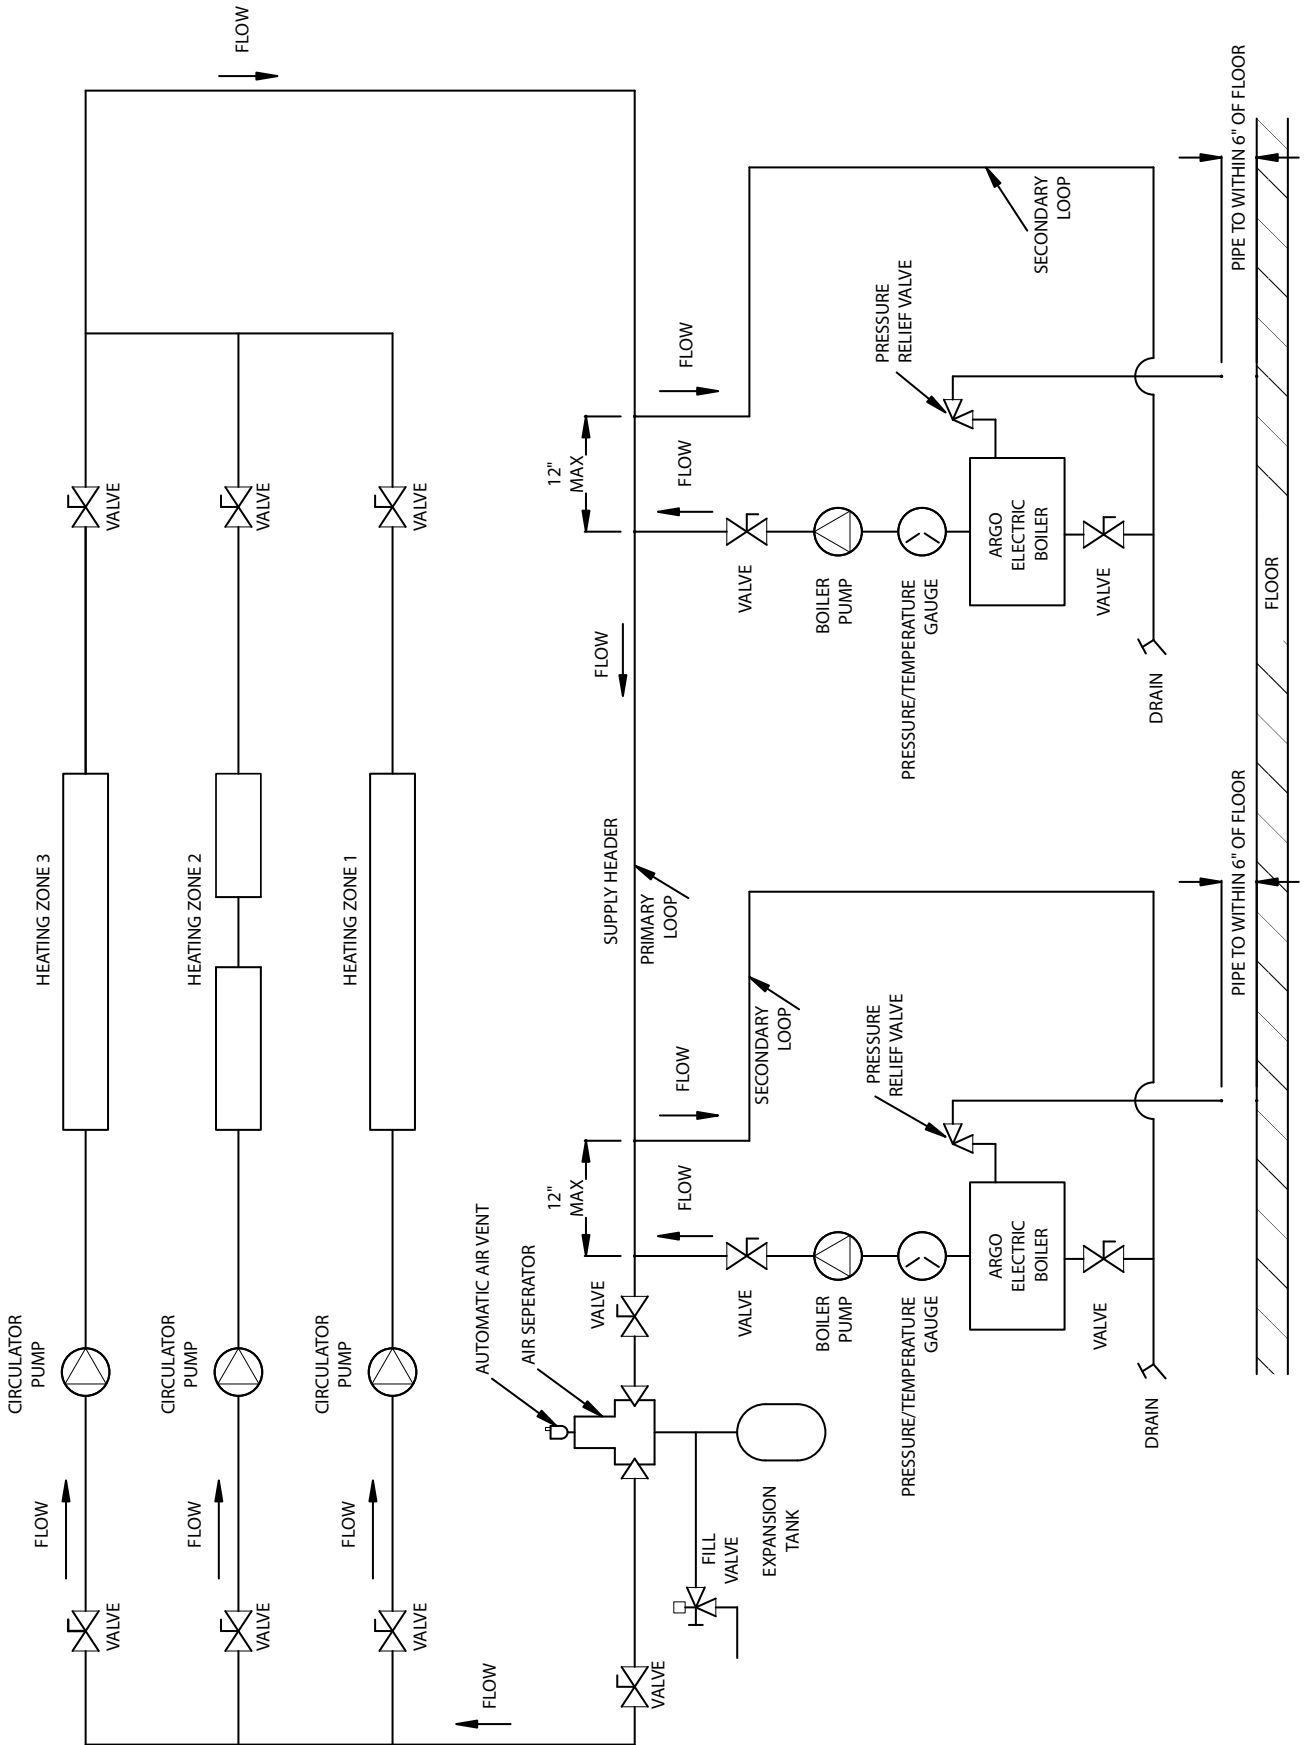 HEATING ZONE 3
HEATING ZONE 2
HEATING ZONE 1
CIRCULATOR
PUMP
CIRCULATOR
PUMP
CIRCULATOR
PUMP
FLOW
FLOW
FLOW
VALVE
VALVE
VALVE
VALVE
VALVE
VALVE
FLOW
FLOW
VALVE
AUTOMATIC AIR VENT
AIR SEPERATOR
VALVE
FILL
VALVE
EXPANSION
TANK
12"
MAX
FLOW
FLOW
SUPPLY HEADER
PRIMARY
LOOP
FLOW
12"
MAX
FLOW
FLOW
SECONDARY
LOOP
VALVE
BOILER
PUMP
PRESSURE/TEMPERATURE
GAUGE
PRESSURE
RELIEF VALVE
ARGO
ELECTRIC
BOILER
VALVE
DRAIN
PIPE TO WITHIN 6" OF FLOOR
SECONDARY
LOOP
VALVE
BOILER
PUMP
PRESSURE/TEMPERATURE
GAUGE
PRESSURE
RELIEF VALVE
ARGO
ELECTRIC
BOILER
VALVE
DRAIN
PIPE TO WITHIN 6" OF FLOOR
FLOOR